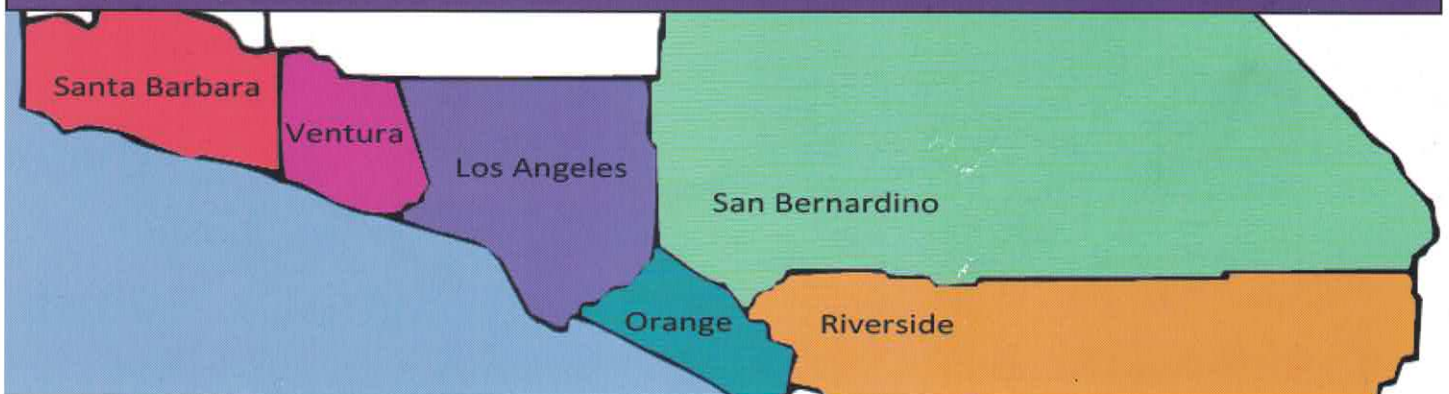 Santa Barbara
Ventura
Los Angeles
San Bernardino
Orange
Riverside